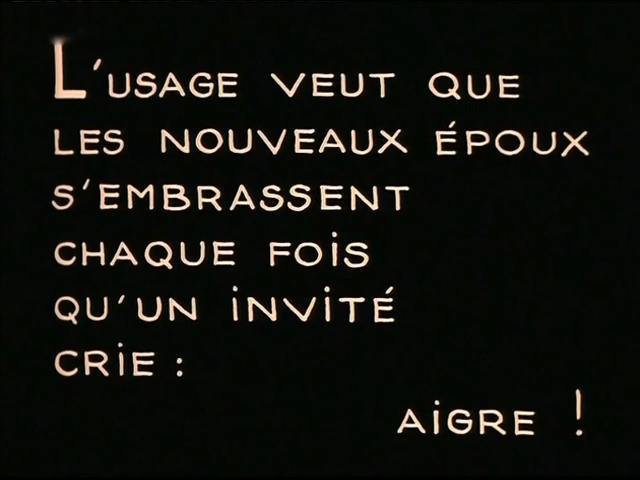 L'USAGE VEUT QUE
LES NOUVEAUX ÉPOUX
S'EMBRASSENT
CHAQUE FOIS
QU'UN INVITÉ
CRIE :
AIGRE !